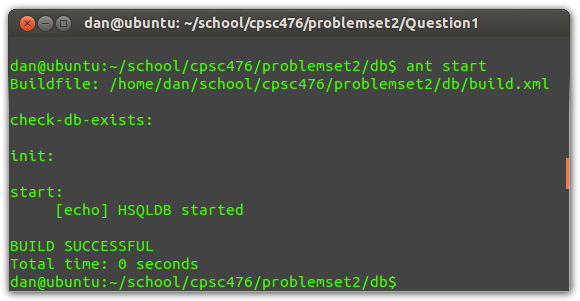 dan@ubuntu: ~/school/cpsc476/problemset2/Question1
dan@ubuntu:~/school/cpsc476/problemset2/db$ ant start
Buildfile: /home/dan/school/cpsc476/problemset2/db/build.xml
check-db-exists:
init:
start:
[echo] HSQLDB started
BUILD SUCCESSFUL
Total time: 0 seconds
dan@ubuntu:~/school/cpsc476/problemset2/db$